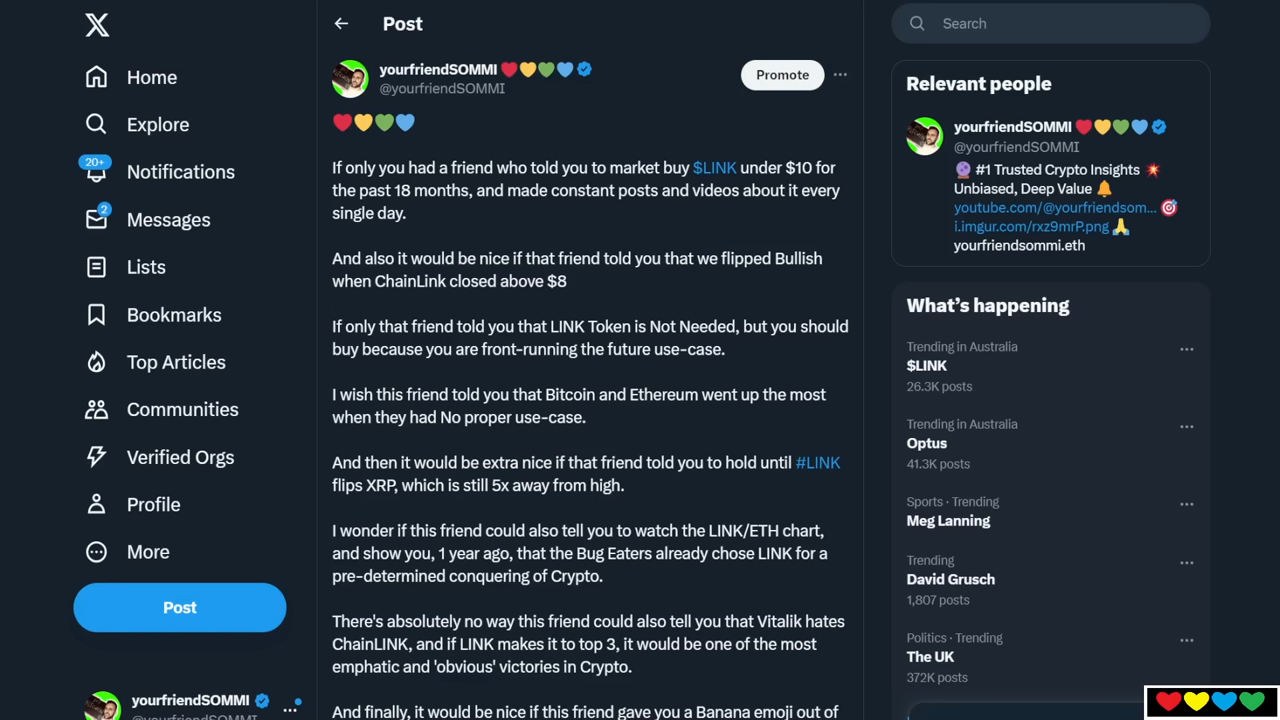 Home
Explore
20+
Notifications
2
Messages
Lists
Bookmarks
Top Articles
Communities
Verified Orgs
Profile
More
Post
yourfriendSOMMI
Post
yourfriendSOMMI
@yourfriendSOMMI
Promote
If only you had a friend who told you to market buy $LINK under $10 for
the past 18 months, and made constant posts and videos about it every
single day.
And also it would be nice if that friend told you that we flipped Bullish
when ChainLink closed above $8
If only that friend told you that LINK Token is Not Needed, but you should
buy because you are front-running the future use-case.
I wish this friend told you that Bitcoin and Ethereum went up the most
when they had No proper use-case.
And then it would be extra nice if that friend told you to hold until #LINK
flips XRP, which is still 5x away from high.
I wonder if this friend could also tell you to watch the LINK/ETH chart,
and show you, 1 year ago, that the Bug Eaters already chose LINK for a
pre-determined conquering of Crypto.
There's absolutely no way this friend could also tell you that Vitalik hates
ChainLINK, and if LINK makes it to top 3, it would be one of the most
emphatic and 'obvious' victories in Crypto.
And finally, it would be nice if this friend gave you a Banana emoji out of
Search
Relevant people
yourfriendSOMMI
@yourfriendSOMMI
#1 Trusted Crypto Insights
Unbiased, Deep Value
youtube.com/@yourfriendsom...
i.imgur.com/rxz9mrP.png
yourfriendsommi.eth
What's happening
Trending in Australia
$LINK
26.3K posts
Trending in Australia
Optus
41.3K posts
Sports · Trending
Meg Lanning
Trending
David Grusch
1,807 posts
Politics · Trending
The UK
372K posts